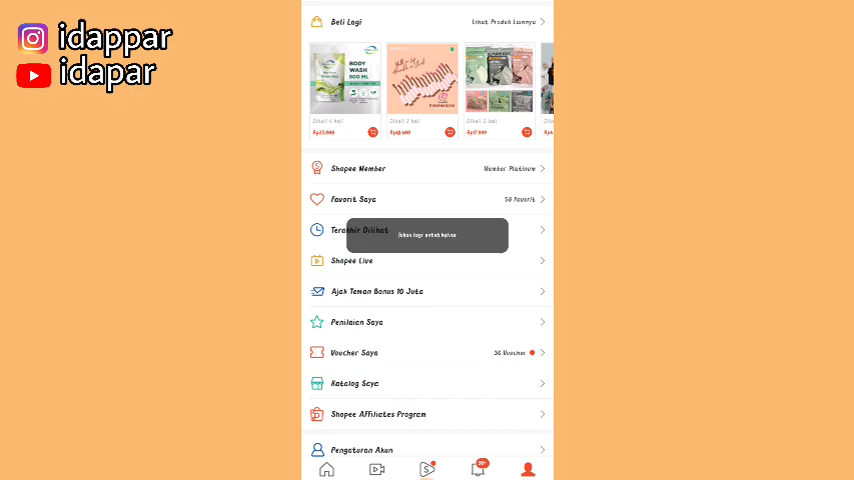 idappar
idapar
Beli Lagi
Lihat Produk Lainnya
BODY
WASH
500 ML
Dibeli 4 kali
Dibeli 2 kali
Dibeli 2 kali
Shopee Member
Member Platinum
Favorit Saya
56 Favorit
Terakhir Dilihat
Tekan lagi untuk keluar
Shopee Live
Ajak Teman Bonus 10 Juta
Penilaian Saya
Voucher Saya
36 Voucher
Katalog Saya
Shopee Affiliates Program
Pengaturan Akun
99+